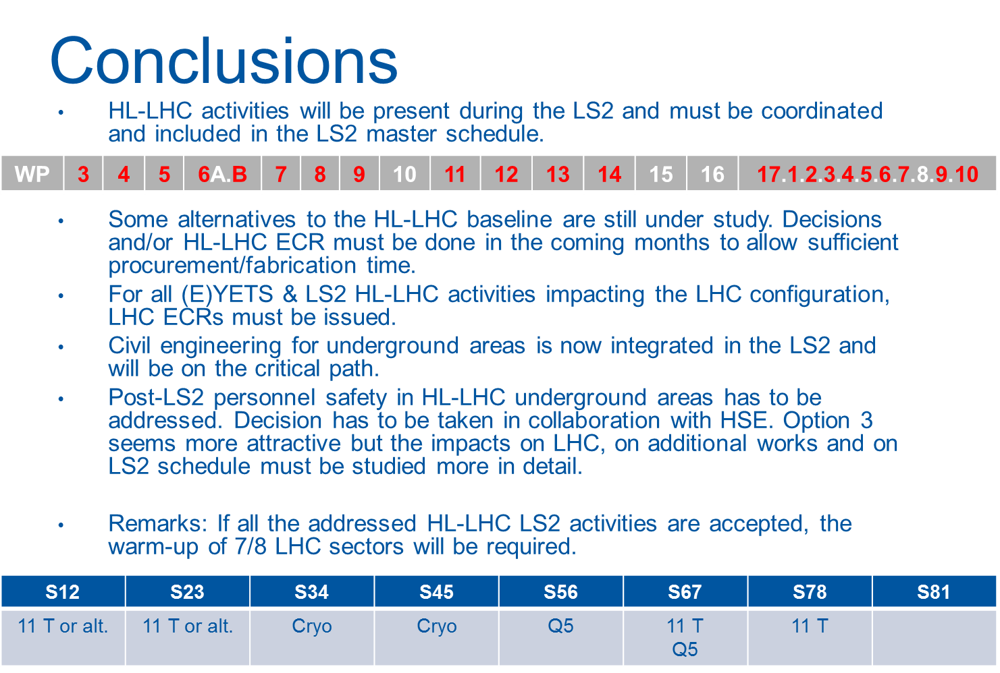 Conclusions
• HL-LHC activities will be present during the LS2 and must be coordinated
and included in the LS2 master schedule.
WP 3 4 5 6A.B 7 8 9 10 11 12 13 14 15 16 17.1.2.3.4.5.6.7.8.9.10
• Some alternatives to the HL-LHC baseline are still under study. Decisions
and/or HL-LHC ECR must be done in the coming months to allow sufficient
procurement/fabrication time.
• For all (E)YETS & LS2 HL-LHC activities impacting the LHC configuration,
LHC ECRs must be issued.
• Civil engineering for underground areas is now integrated in the LS2 and
will be on the critical path.
• Post-LS2 personnel safety in HL-LHC underground areas has to be
addressed. Decision has to be taken in collaboration with HSE. Option 3
seems more attractive but the impacts on LHC, on additional works and on
LS2 schedule must be studied more in detail.
• Remarks: If all the addressed HL-LHC LS2 activities are accepted, the
warm-up of 7/8 LHC sectors will be required.
S12 S23 S34 S45 S56 S67 S78 S81
11 T or alt. 11 T or alt. Cryo Cryo Q5 11 T 11 T
Q5